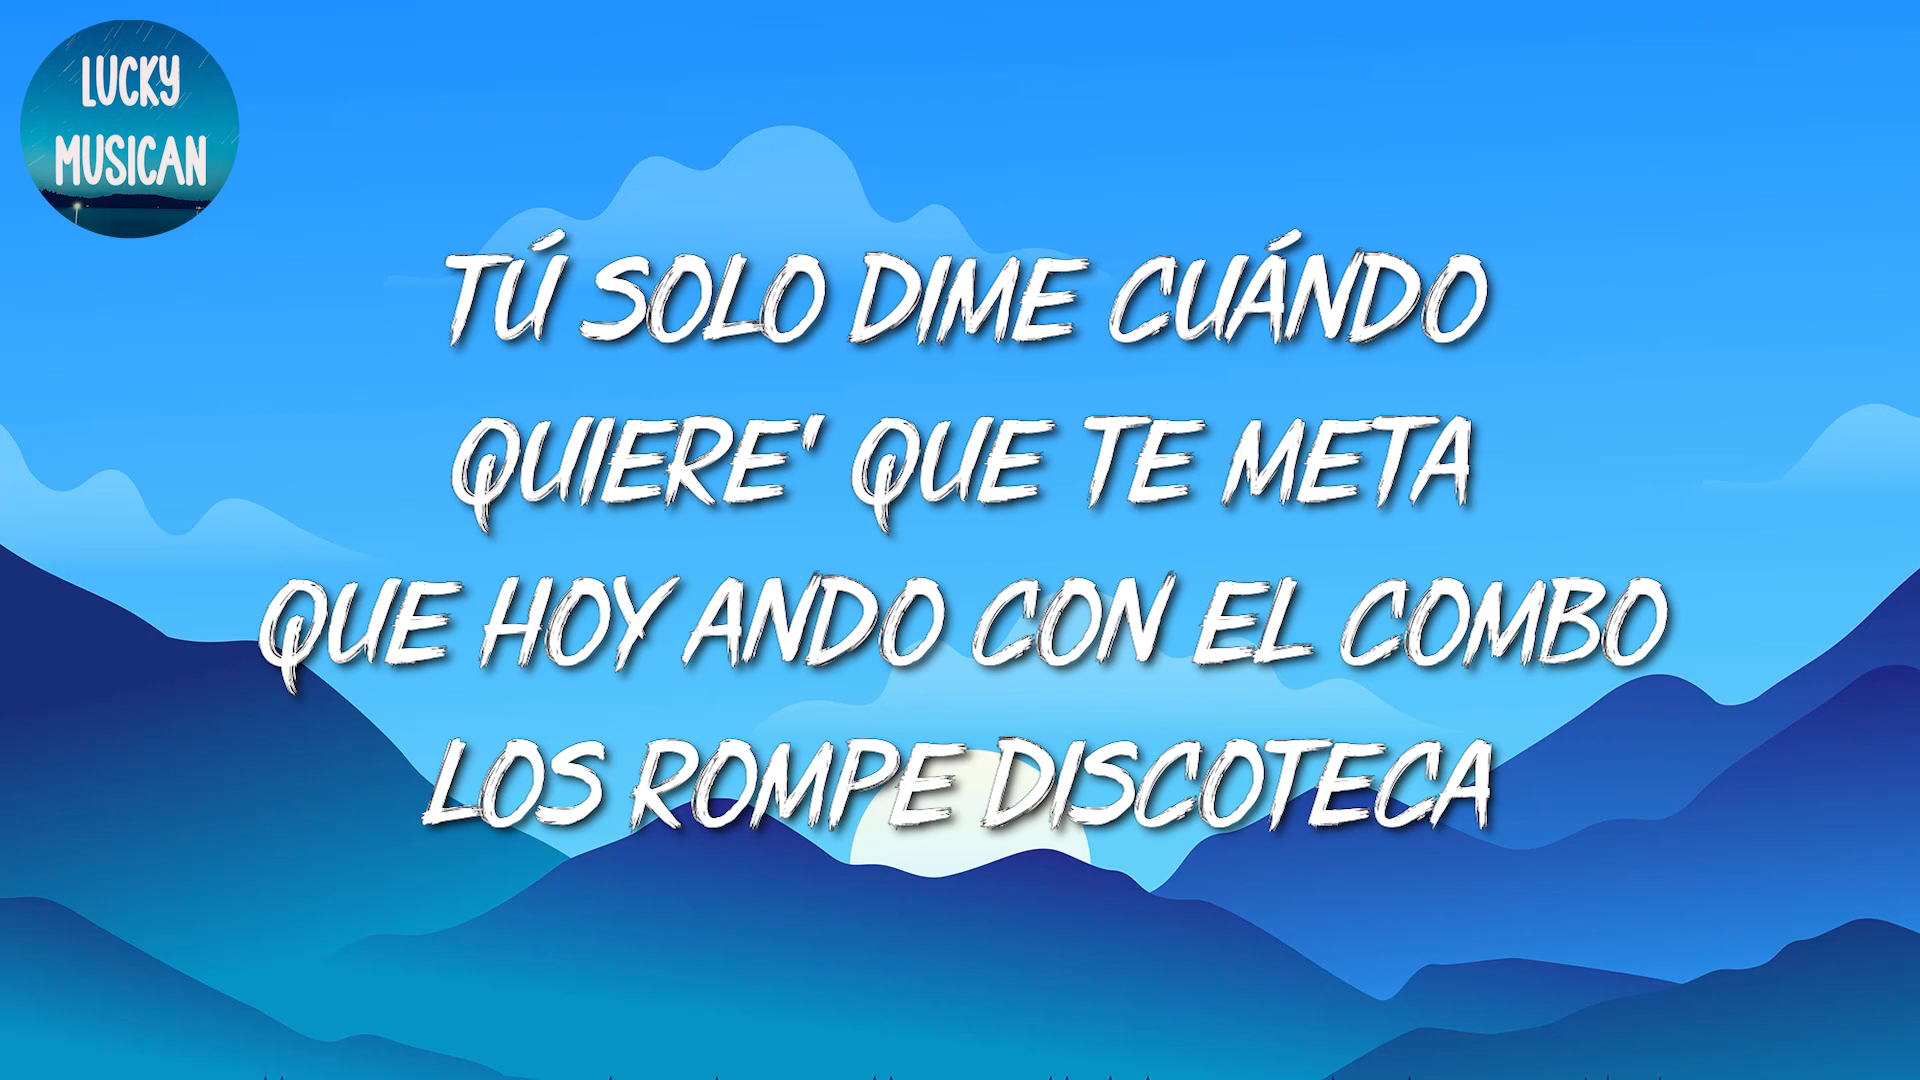 LUCKY
MUSICAN
TÚ SOLO DIME CUÁNDO
QUIERE' QUE TE META
QUE HOY ANDO CON EL COMBO
LOS ROMPE DISCOTECA